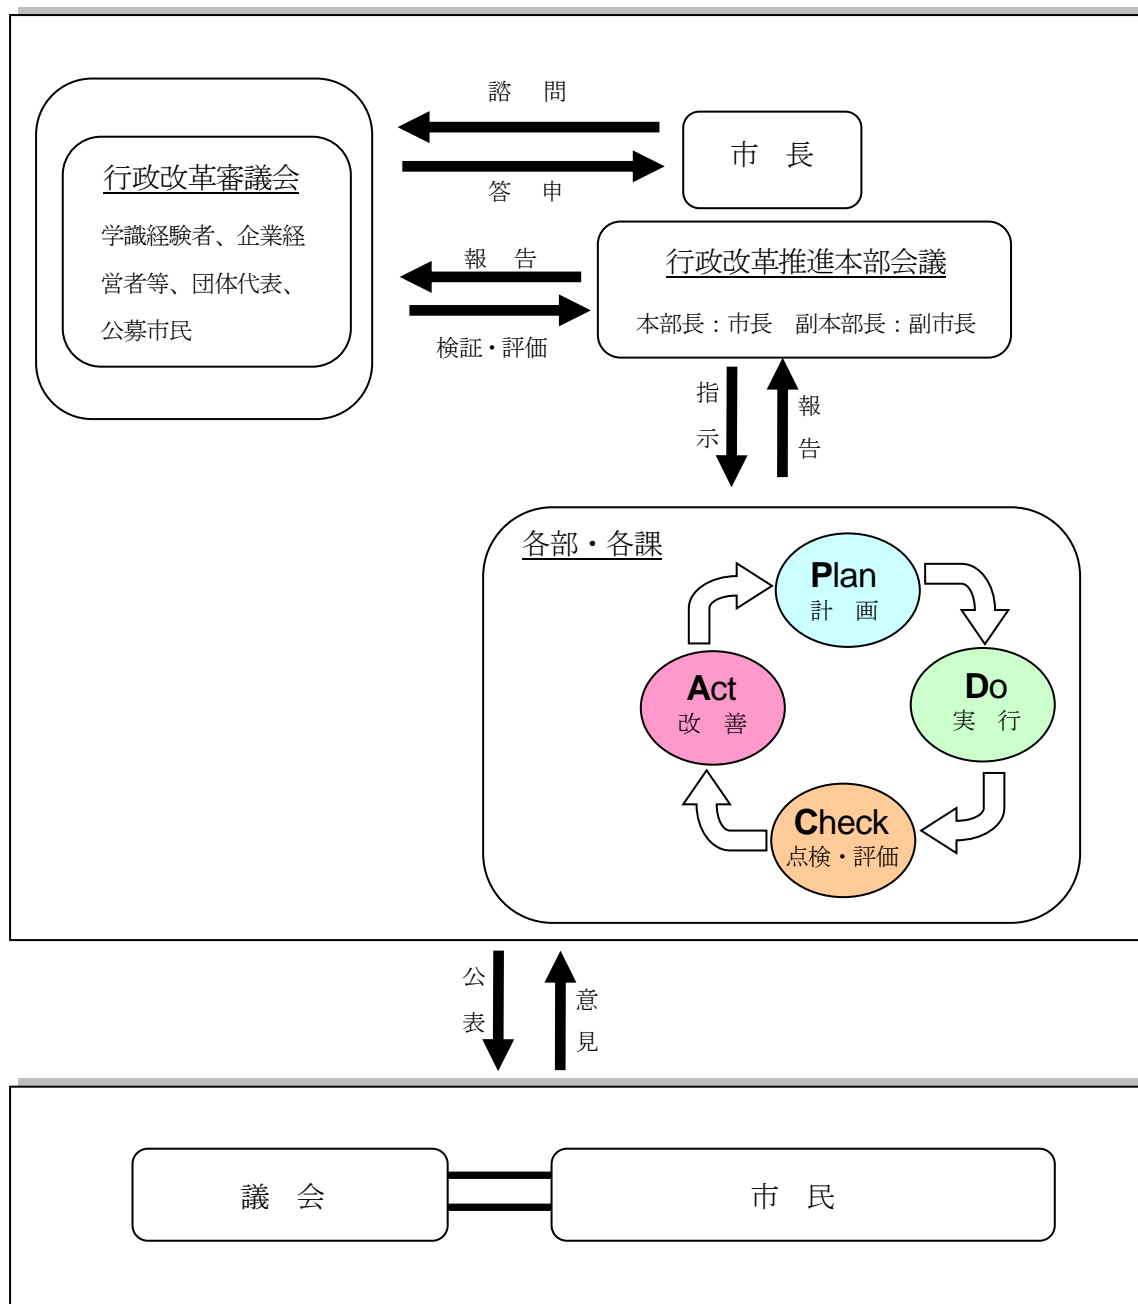 諮　問
市　長
行政改革審議会
答　申
学識経験者、企業経
営者等、団体代表、
公募市民
報　告
行政改革推進本部会議
本部長：市長　副本部長：副市長
検証・評価
指示
報告
各部・各課
Plan
計　画
Act
改　善
Do
実　行
Check
点検・評価
公表
意見
議　会
市　民